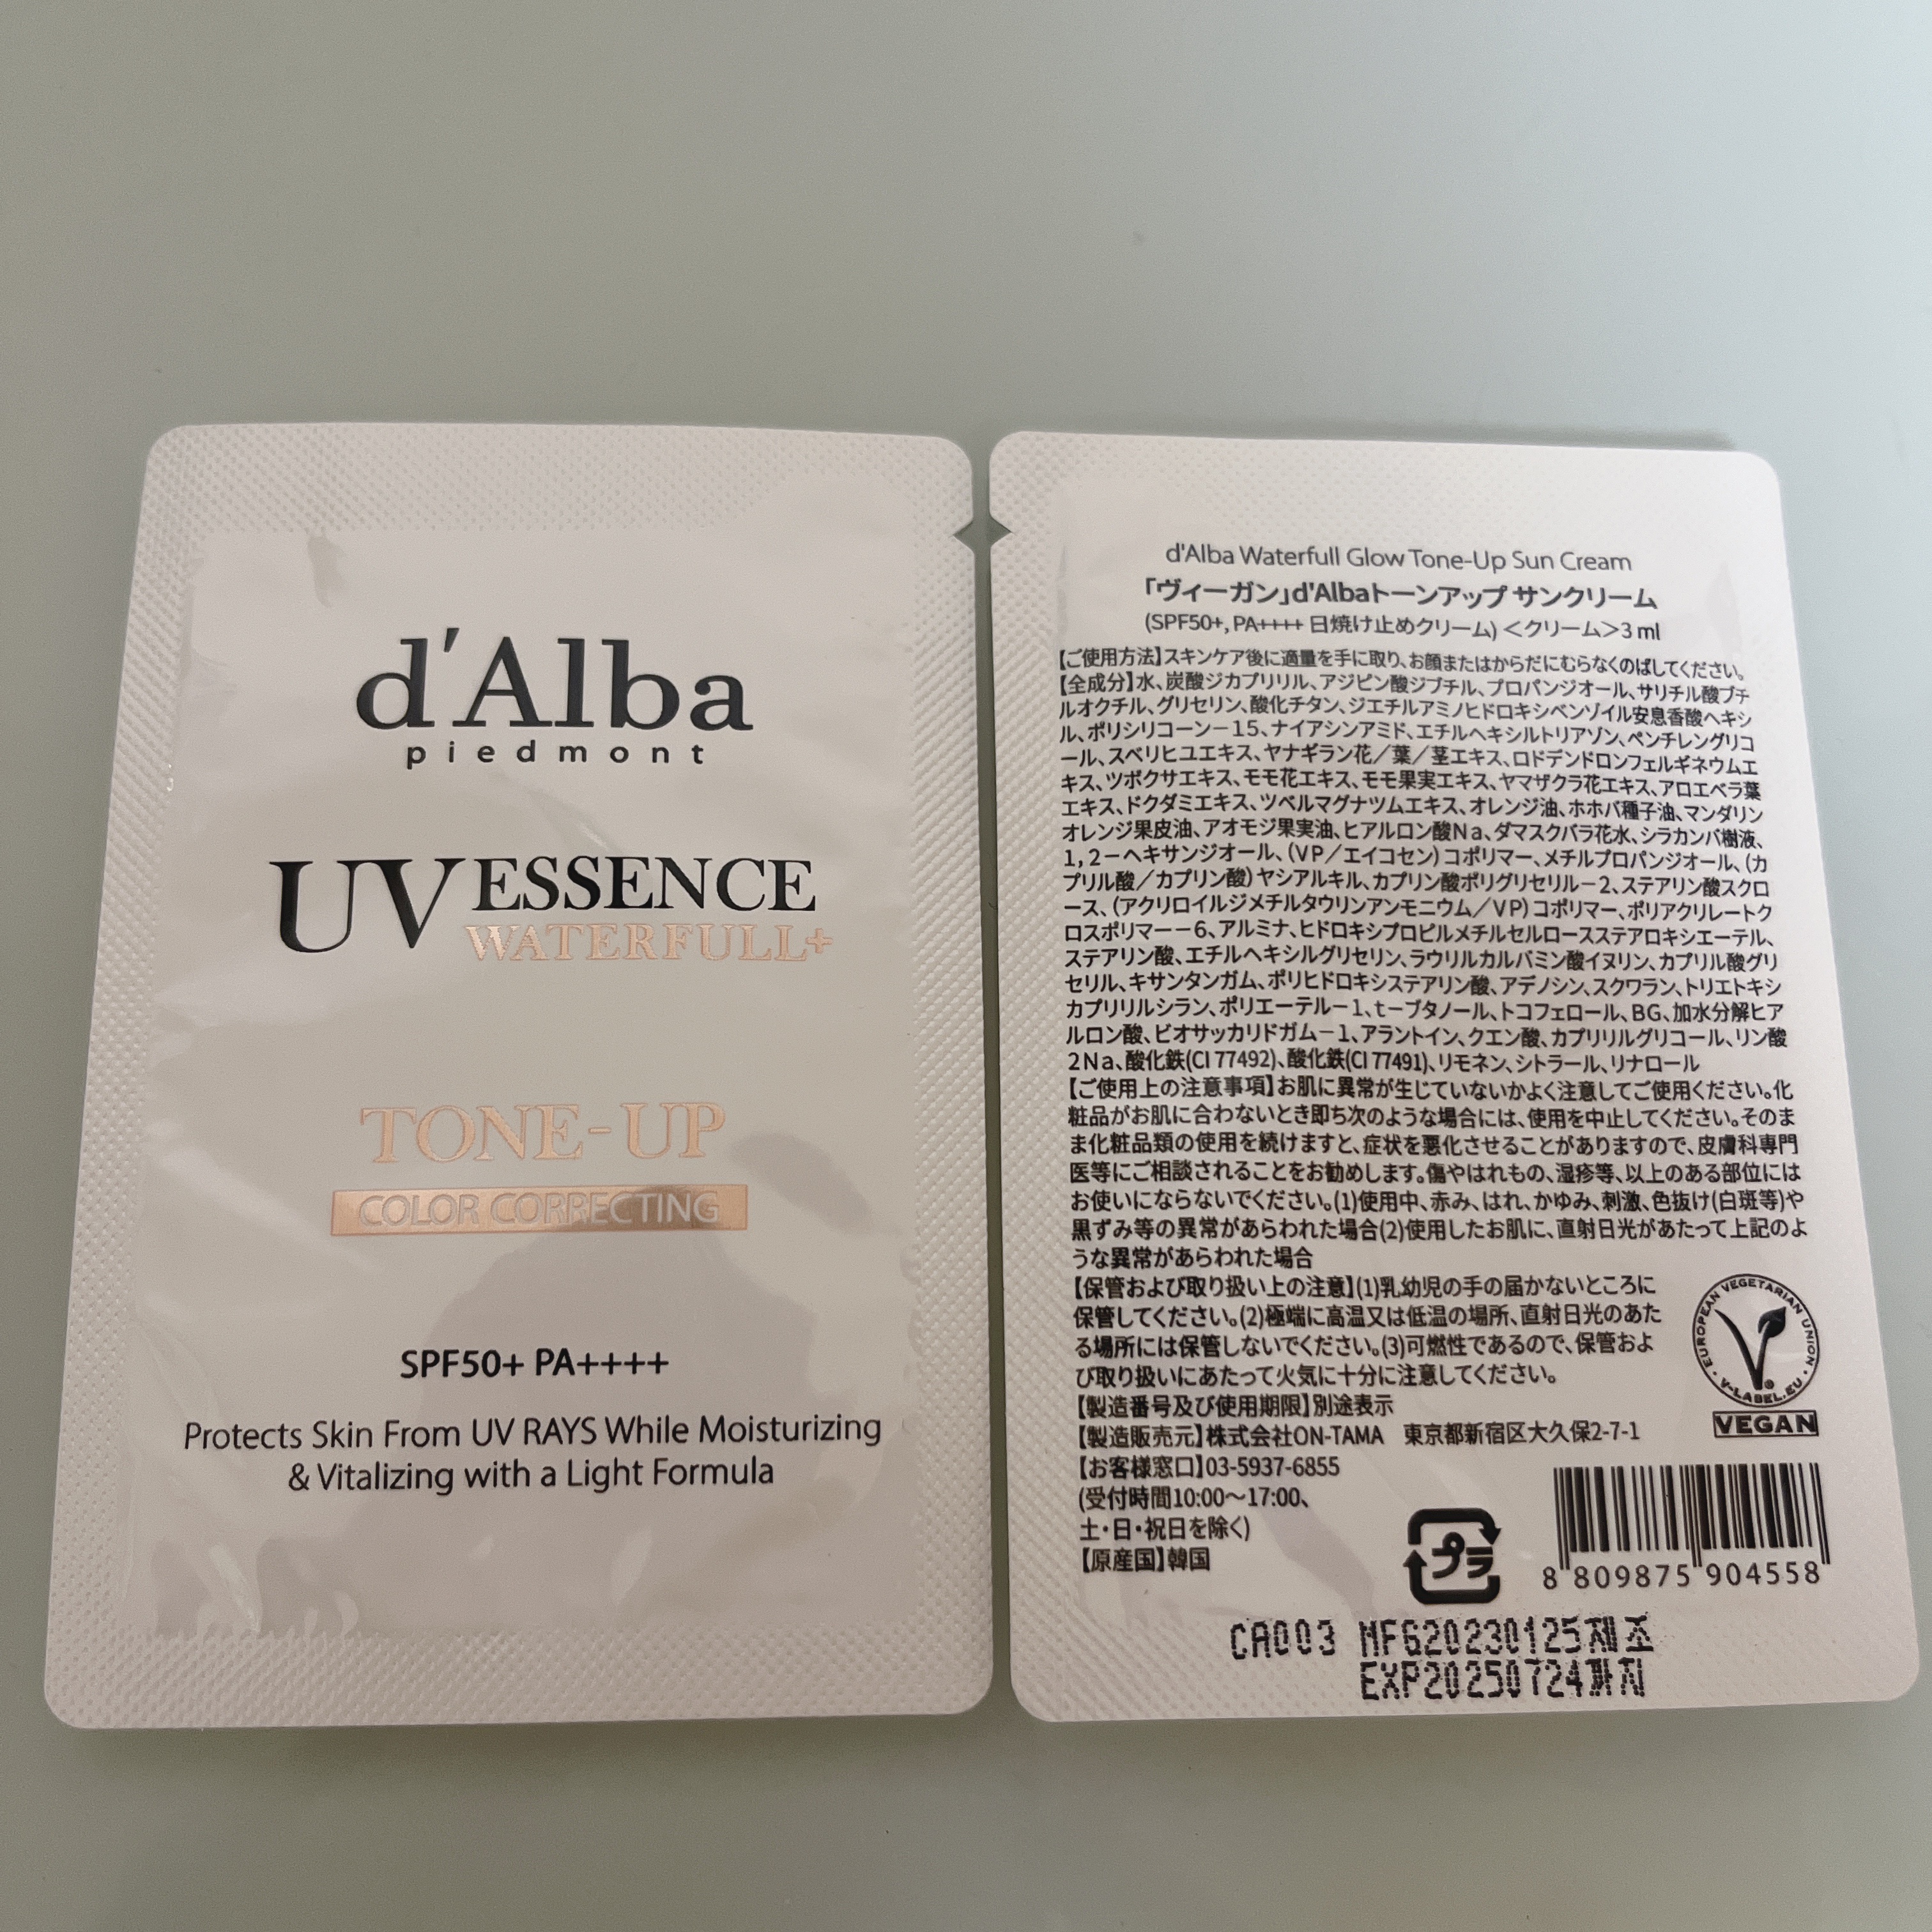 d'Alba
piedmont
UV ESSENCE
WATERFULL+
TONE-UP
COLOR CORRECTING
SPF50+ PA++++
Protects Skin From UV RAYS While Moisturizing
& Vitalizing with a Light Formula
d'Alba Waterfull Glow Tone-Up Sun Cream
「ヴィーガン」d'Albaトーンアップ サンクリーム
(SPF50+, PA++++ 日焼け止めクリーム) ＜クリーム＞3 ml
【ご使用方法】スキンケア後に適量を手に取り、お顔またはからだにむらなくのばしてください。
【全成分】水、炭酸ジカプリリル、アジピン酸ジブチル、プロパンジオール、サリチル酸ブチ
ルオクチル、グリセリン、酸化チタン、ジエチルアミノヒドロキシベンゾイル安息香酸ヘキシ
ル、ポリシリコーン－15、ナイアシンアミド、エチルヘキシルトリアゾン、ペンチレングリコ
ール、スベリヒユエキス、ヤナギラン花／葉／茎エキス、ロドデンドロンフェルギネウムエ
キス、ツボクサエキス、モモ花エキス、モモ果実エキス、ヤマザクラ花エキス、アロエベラ葉
エキス、ドクダミエキス、ツベルマグナツムエキス、オレンジ油、ホホバ種子油、マンダリン
オレンジ果皮油、アオモジ果実油、ヒアルロン酸Na、ダマスクバラ花水、シラカンバ樹液、
1,2－ヘキサンジオール、(VP／エイコセン)コポリマー、メチルプロパンジオール、(カ
プリル酸／カプリン酸)ヤシアルキル、カプリン酸ポリグリセリル－2、ステアリン酸スクロ
ース、(アクリロイルジメチルタウリンアンモニウム／VP)コポリマー、ポリアクリレートク
ロスポリマー－6、アルミナ、ヒドロキシプロピルメチルセルロースステアロキシエーテル、
ステアリン酸、エチルヘキシルグリセリン、ラウリルカルバミン酸イヌリン、カプリル酸グリ
セリル、キサンタンガム、ポリヒドロキシステアリン酸、アデノシン、スクワラン、トリエトキシ
カプリリルシラン、ポリエーテル－1、t－ブタノール、トコフェロール、BG、加水分解ヒア
ルロン酸、ビオサッカリドガム－1、アラントイン、クエン酸、カプリリルグリコール、リン酸
2Na、酸化鉄(CI 77492)、酸化鉄(CI 77491)、リモネン、シトラール、リナロール
【ご使用上の注意事項】お肌に異常が生じていないかよく注意してご使用ください。化
粧品がお肌に合わないとき即ち次のような場合には、使用を中止してください。そのま
ま化粧品類の使用を続けますと、症状を悪化させることがありますので、皮膚科専門
医等にご相談されることをお勧めします。傷やはれもの、湿疹等、以上のある部位には
お使いにならないでください。(1)使用中、赤み、はれ、かゆみ、刺激、色抜け(白斑等)や
黒ずみ等の異常があらわれた場合(2)使用したお肌に、直射日光があたって上記のよ
うな異常があらわれた場合
【保管および取り扱い上の注意】(1)乳幼児の手の届かないところに
保管してください。(2)極端に高温又は低温の場所、直射日光のあた
る場所には保管しないでください。(3)可燃性であるので、保管およ
び取り扱いにあたって火気に十分に注意してください。
【製造番号及び使用期限】別途表示
【製造販売元】株式会社ON-TAMA 東京都新宿区大久保2-7-1
【お客様窓口】03-5937-6855
(受付時間10:00～17:00、
土・日・祝日を除く)
【原産国】韓国
EUROPEAN VEGETARIAN UNION
V-LABEL.EU
VEGAN
プラ
8 809875 904558
CA003 MFG20230125제조
EXP20250724까지